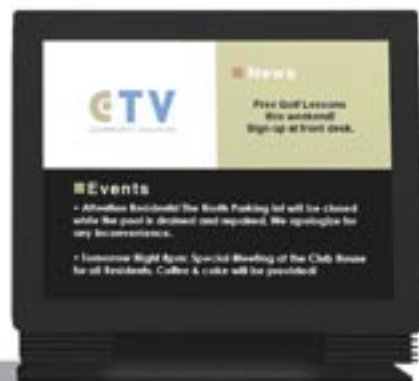 CTV
News
Free Golf Lessons
this weekend!
Sign up at front desk.
Events
• Attention Residents! The North Parking lot will be closed
while the pool is drained and repaired. We apologize for
any inconvenience.
• Tomorrow Night 8pm: Special Meeting at the Club House
for all Residents. Coffee & cake will be provided!